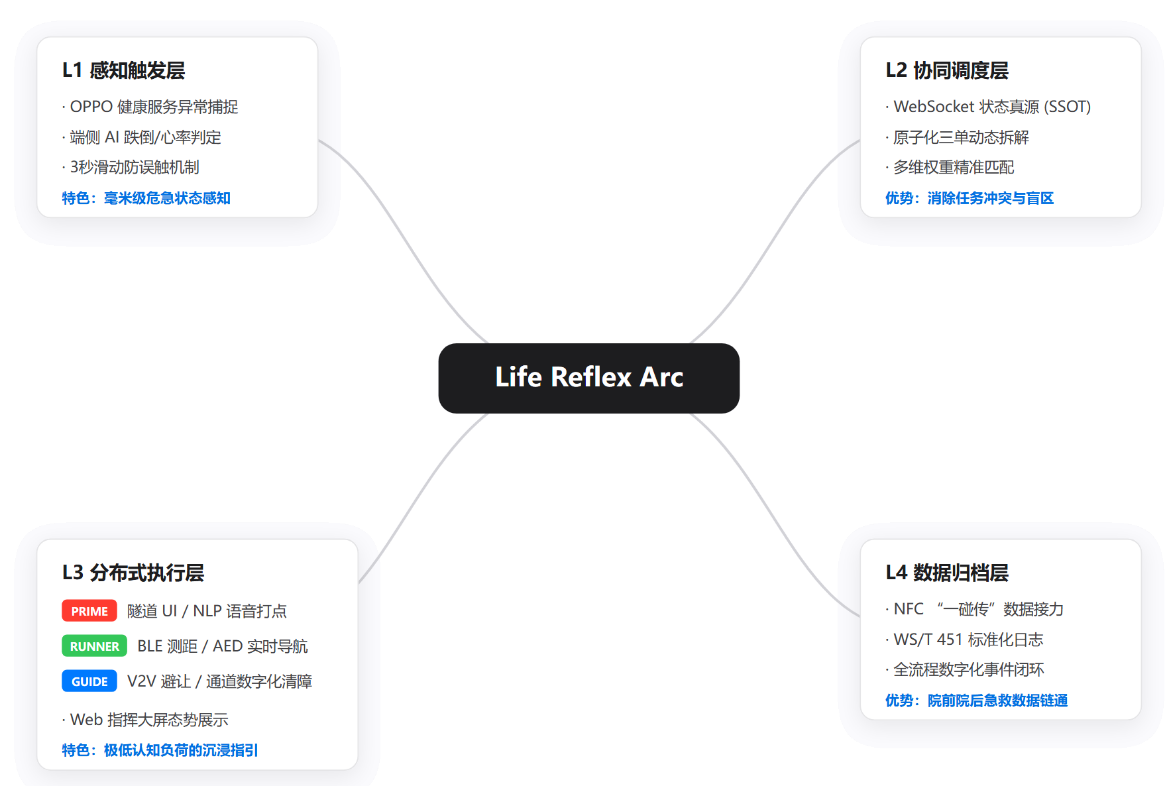 L1 感知触发层
· OPPO 健康服务异常捕捉
· 端侧 AI 跌倒/心率判定
· 3秒滑动防误触机制
特色：毫米级危急状态感知
L2 协同调度层
· WebSocket 状态真源 (SSOT)
· 原子化三单动态拆解
· 多维权重精准匹配
优势：消除任务冲突与盲区
Life Reflex Arc
L3 分布式执行层
PRIME 隧道 UI / NLP 语音打点
RUNNER BLE 测距 / AED 实时导航
GUIDE V2V 避让 / 通道数字化清障
· Web 指挥大屏态势展示
特色：极低认知负荷的沉浸指引
L4 数据归档层
· NFC “一碰传”数据接力
· WS/T 451 标准化日志
· 全流程数字化事件闭环
优势：院前院后急救数据链通